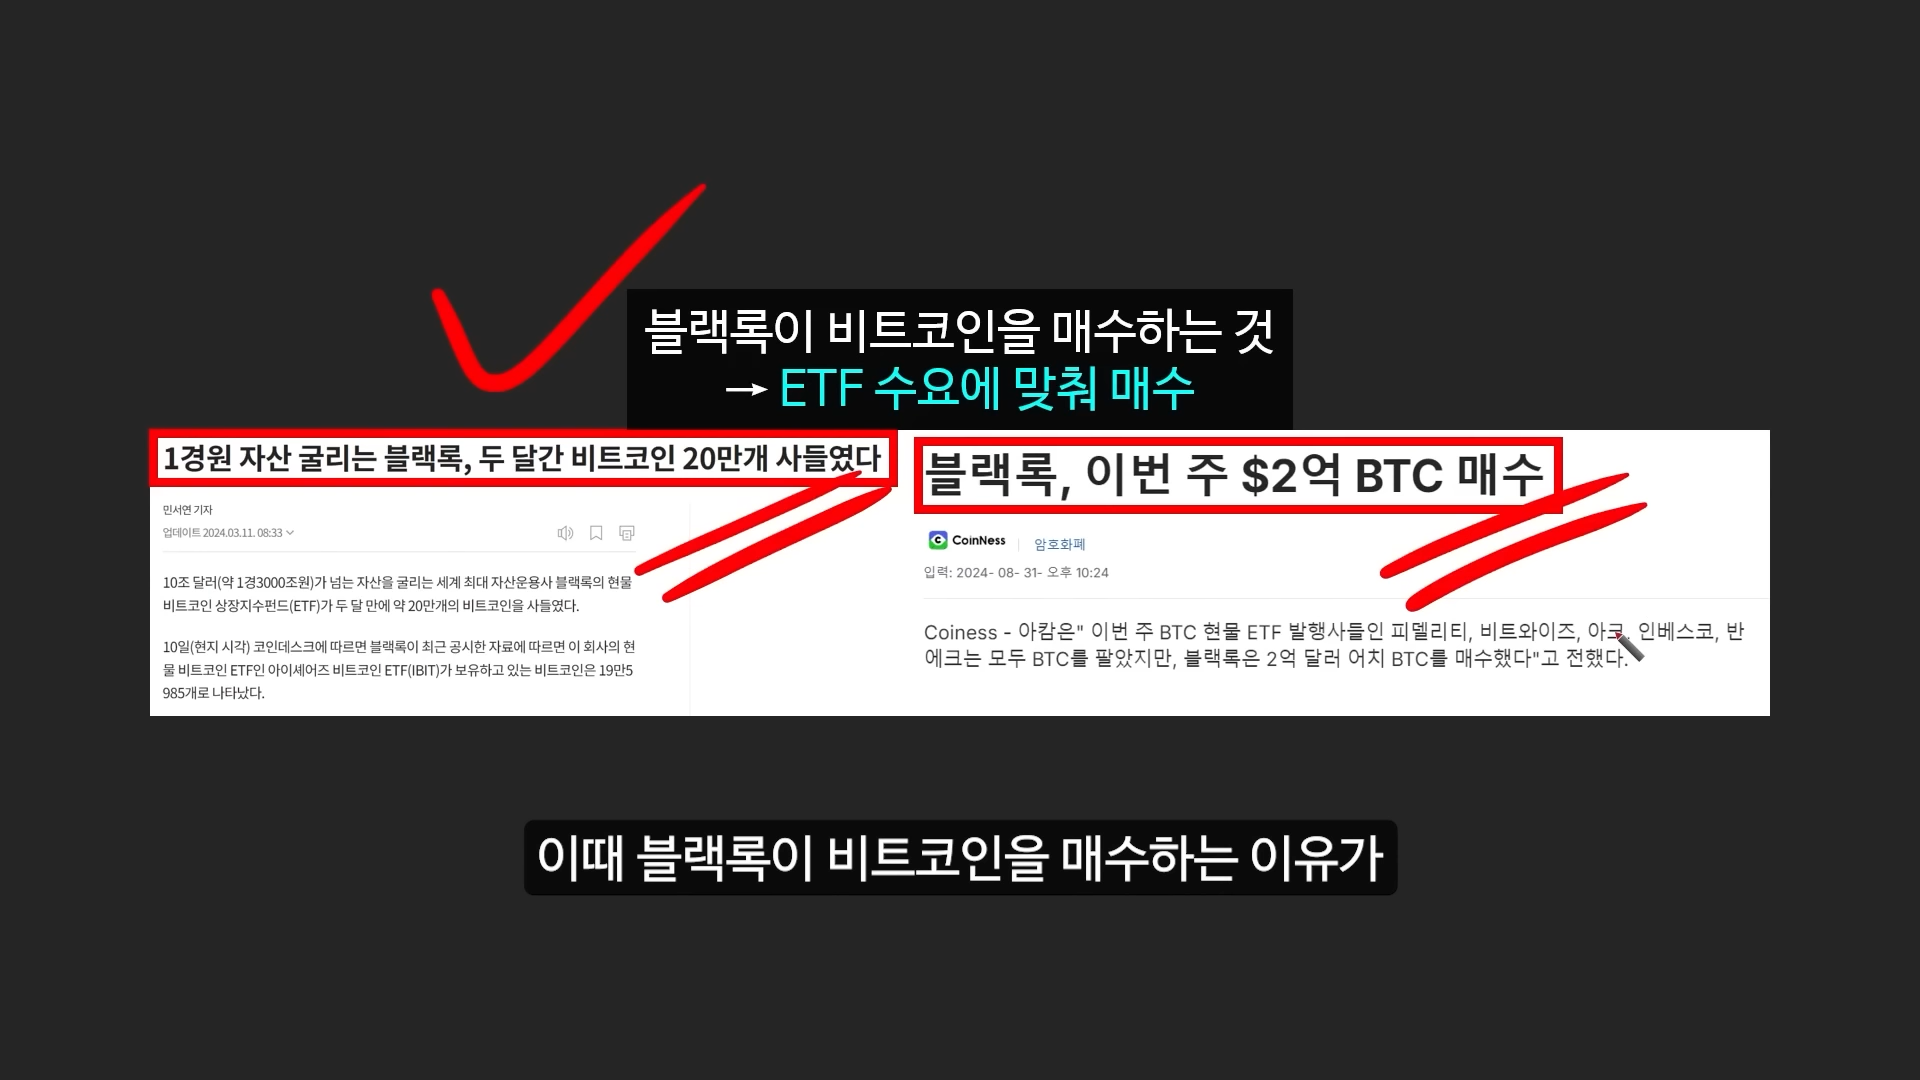 블랙록이 비트코인을 매수하는 것
→ ETF 수요에 맞춰 매수
1경원 자산 굴리는 블랙록, 두 달간 비트코인 20만개 사들였다
민서연 기자
업데이트 2024.03.11. 08:33
10조 달러(약 1경3000조원)가 넘는 자산을 굴리는 세계 최대 자산운용사 블랙록의 현물
비트코인 상장지수펀드(ETF)가 두 달 만에 약 20만개의 비트코인을 사들였다.
10일(현지 시각) 코인데스크에 따르면 블랙록이 최근 공시한 자료에 따르면 이 회사의 현
물 비트코인 ETF인 아이셰어즈 비트코인 ETF(IBIT)가 보유하고 있는 비트코인은 19만5
985개로 나타났다.
블랙록, 이번 주 $2억 BTC 매수
CoinNess
암호화폐
입력: 2024- 08- 31- 오후 10:24
Coiness - 아캄은" 이번 주 BTC 현물 ETF 발행사들인 피델리티, 비트와이즈, 아크, 인베스코, 반
에크는 모두 BTC를 팔았지만, 블랙록은 2억 달러 어치 BTC를 매수했다"고 전했다.
이때 블랙록이 비트코인을 매수하는 이유가